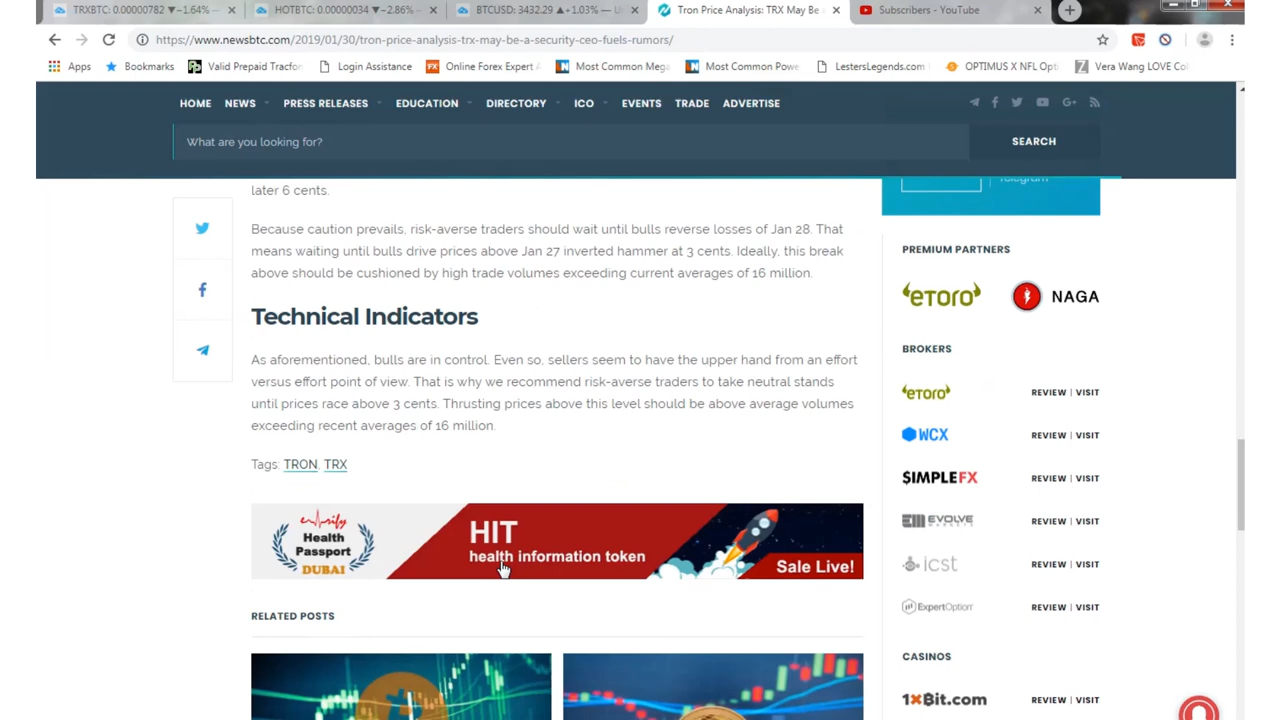 TRXBTC: 0.00000782 ▼−1.64%
HOTBTC: 0.00000034 ▼−2.86%
BTCUSD: 3432.29 ▲+1.03% —
Tron Price Analysis: TRX May Be
Subscribers - YouTube
https://www.newsbtc.com/2019/01/30/tron-price-analysis-trx-may-be-a-security-ceo-fuels-rumors/
Apps
Bookmarks
Valid Prepaid Tracfon
Login Assistance
Online Forex Expert
Most Common Mega
Most Common Powe
LestersLegends.com
OPTIMUS X NFL Opti
Vera Wang LOVE Col
HOME NEWS PRESS RELEASES EDUCATION DIRECTORY ICO EVENTS TRADE ADVERTISE
What are you looking for?
SEARCH
later 6 cents.
Because caution prevails, risk-averse traders should wait until bulls reverse losses of Jan 28. That
means waiting until bulls drive prices above Jan 27 inverted hammer at 3 cents. Ideally, this break
above should be cushioned by high trade volumes exceeding current averages of 16 million.
Technical Indicators
As aforementioned, bulls are in control. Even so, sellers seem to have the upper hand from an effort
versus effort point of view. That is why we recommend risk-averse traders to take neutral stands
until prices race above 3 cents. Thrusting prices above this level should be above average volumes
exceeding recent averages of 16 million.
Tags: TRON, TRX
Health
Passport
DUBAI
HIT
health information token
Sale Live!
RELATED POSTS
Telegram
PREMIUM PARTNERS
eToro
NAGA
BROKERS
eToro REVIEW | VISIT
WCX REVIEW | VISIT
SIMPLEFX REVIEW | VISIT
EVOLVE MARKETS REVIEW | VISIT
icst REVIEW | VISIT
ExpertOption REVIEW | VISIT
CASINOS
1xBit.com REVIEW | VISIT